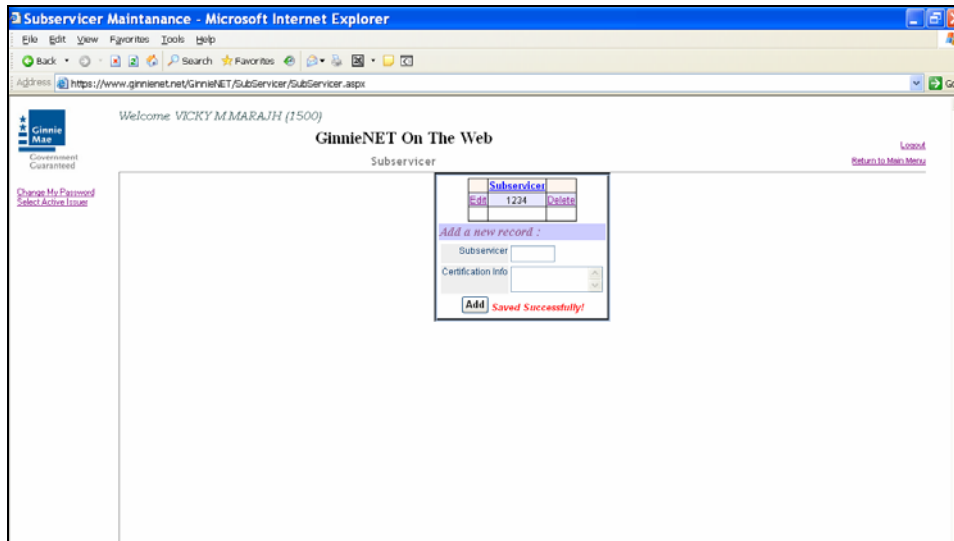 Subservicer Maintanance - Microsoft Internet Explorer
File Edit View Favorites Tools Help
Back Search Favorites
Address https://www.ginnienet.net/GinnieNET/SubServicer/SubServicer.aspx Go
Welcome VICKY M.MARAJH (1500)
Ginnie
Mae
Government
Guaranteed
GinnieNET On The Web
Logout
Subservicer
Return to Main Menu
Change My Password
Select Active Issuer
Subservicer
Edit 1234 Delete
Add a new record :
Subservicer
Certification Info
Add Saved Successfully!